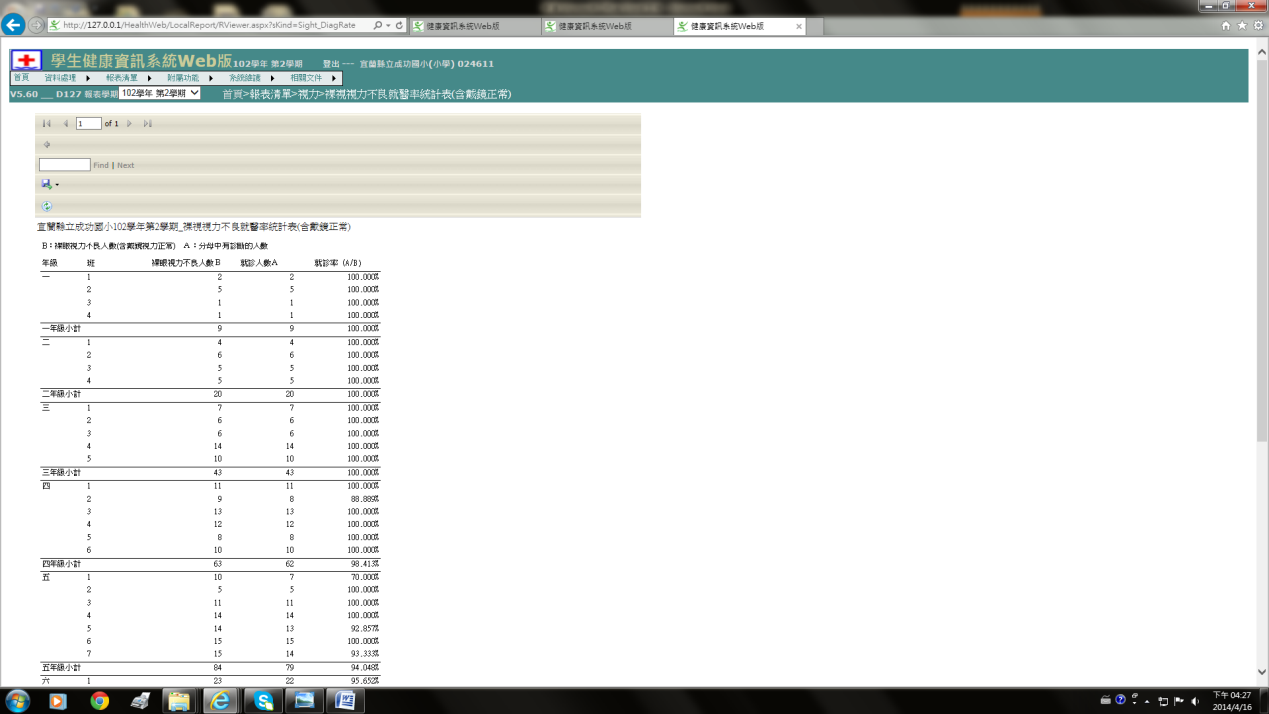 http://127.0.0.1/HealthWeb/LocalReport/RViewer.aspx?sKind=Sight_DiagRate
健康資訊系統Web版
健康資訊系統Web版
健康資訊系統Web版
學生健康資訊系統Web版102學年 第2學期 登出 --- 宜蘭縣立成功國小(小學) 024611
首頁 資料處理 報表清單 附屬功能 系統維護 相關文件
V5.60 __ D127 報表學期 102學年 第2學期 首頁>報表清單>視力>裸視視力不良就醫率統計表(含戴鏡正常)
1 of 1
Find | Next
宜蘭縣立成功國小102學年第2學期_裸視視力不良就醫率統計表(含戴鏡正常)
B：裸眼視力不良人數(含戴鏡視力正常) A：分母中有診斷的人數
年級 班 裸眼視力不良人數B 就診人數A 就診率 (A/B)
一 1 2 2 100.000%
2 5 5 100.000%
3 1 1 100.000%
4 1 1 100.000%
一年級小計 9 9 100.000%
二 1 4 4 100.000%
2 6 6 100.000%
3 5 5 100.000%
4 5 5 100.000%
二年級小計 20 20 100.000%
三 1 7 7 100.000%
2 6 6 100.000%
3 6 6 100.000%
4 14 14 100.000%
5 10 10 100.000%
三年級小計 43 43 100.000%
四 1 11 11 100.000%
2 9 8 88.889%
3 13 13 100.000%
4 12 12 100.000%
5 8 8 100.000%
6 10 10 100.000%
四年級小計 63 62 98.413%
五 1 10 7 70.000%
2 5 5 100.000%
3 11 11 100.000%
4 14 14 100.000%
5 14 13 92.857%
6 15 15 100.000%
7 15 14 93.333%
五年級小計 84 79 94.048%
六 1 23 22 95.652%
下午 04:27
2014/4/16